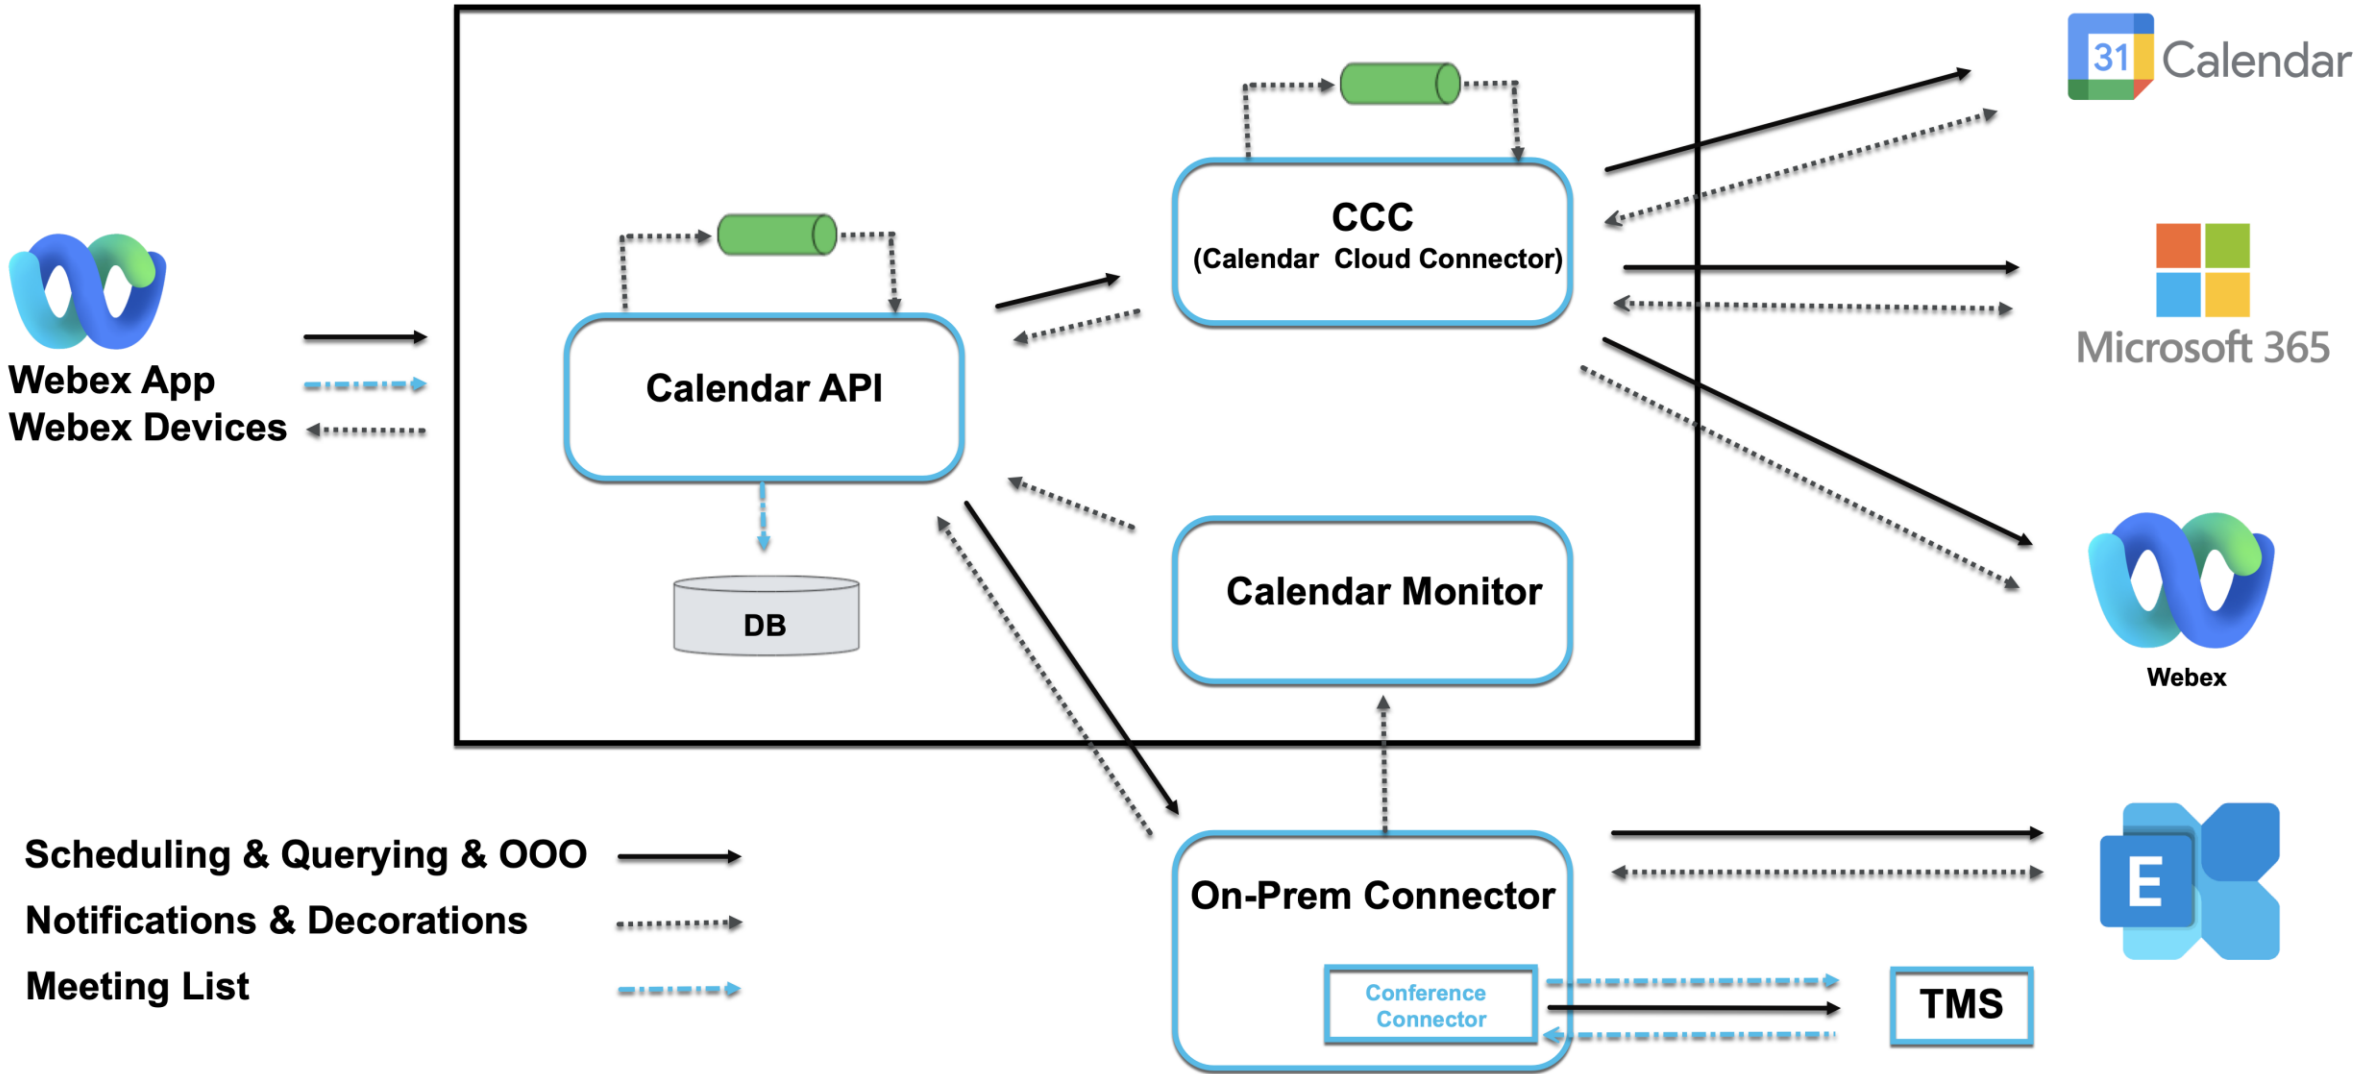 31 Calendar
CCC
(Calendar Cloud Connector)
Microsoft 365
Webex App
Webex Devices
Calendar API
Calendar Monitor
DB
Webex
Scheduling & Querying & OOO
Notifications & Decorations
Meeting List
On-Prem Connector
E
Conference
Connector
TMS